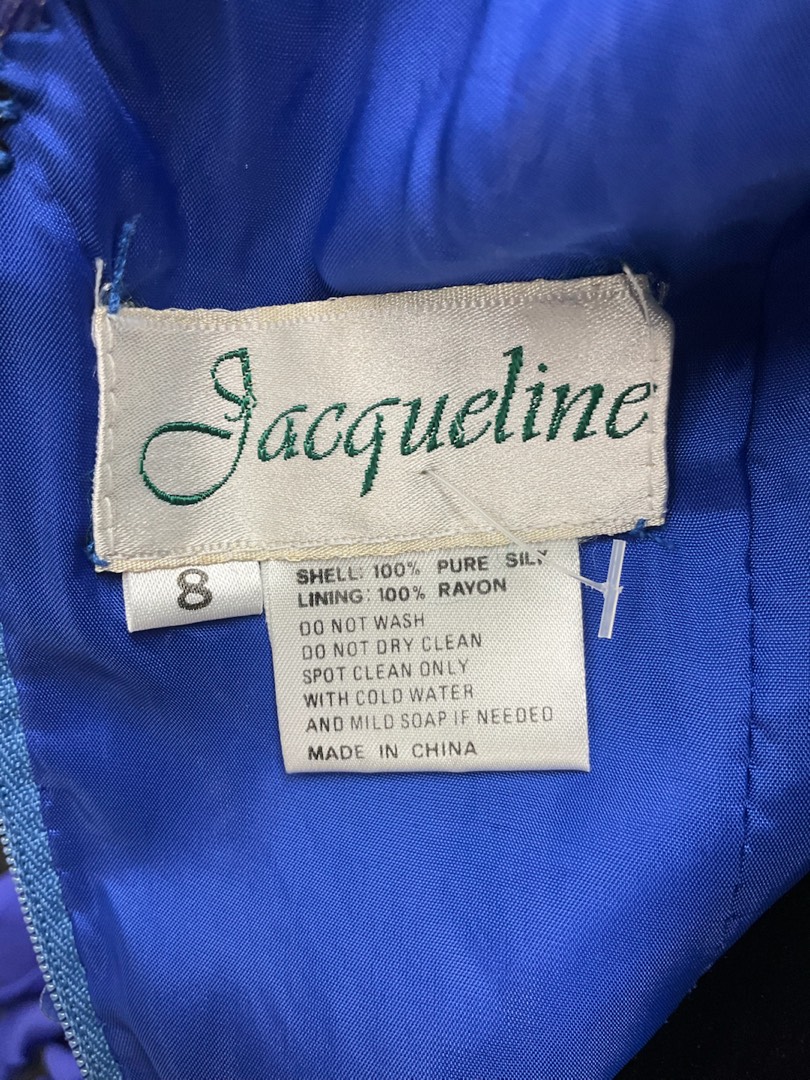 Jacqueline
8
SHELL: 100% PURE SILK
LINING: 100% RAYON
DO NOT WASH
DO NOT DRY CLEAN
SPOT CLEAN ONLY
WITH COLD WATER
AND MILD SOAP IF NEEDED
MADE IN CHINA